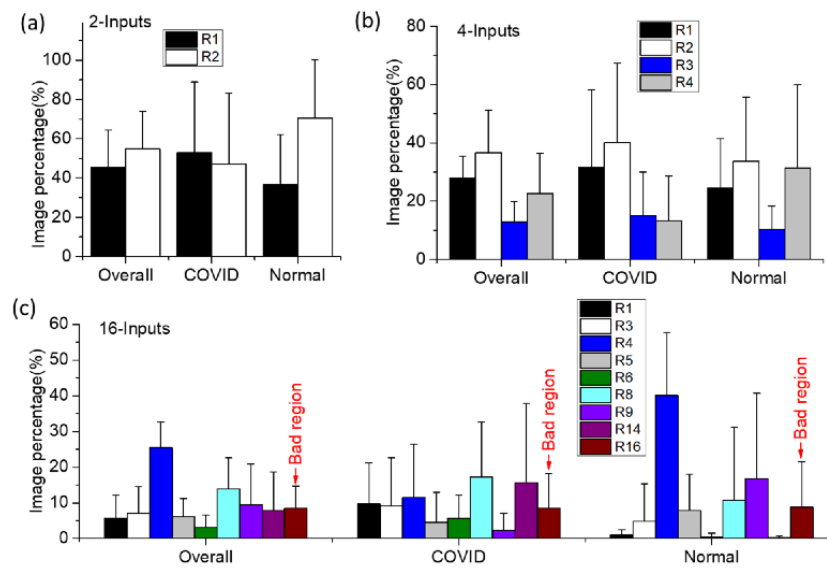 (a)
2-Inputs
R1
R2
Image percentage(%)
100
80
60
40
20
0
Overall
COVID
Normal
(b)
4-Inputs
R1
R2
R3
R4
Image percentage(%)
80
60
40
20
0
Overall
COVID
Normal
(c)
16-Inputs
R1
R3
R4
R5
R6
R8
R9
R14
R16
Image percentage(%)
60
50
40
30
20
10
0
Bad region
Bad region
Bad region
Overall
COVID
Normal